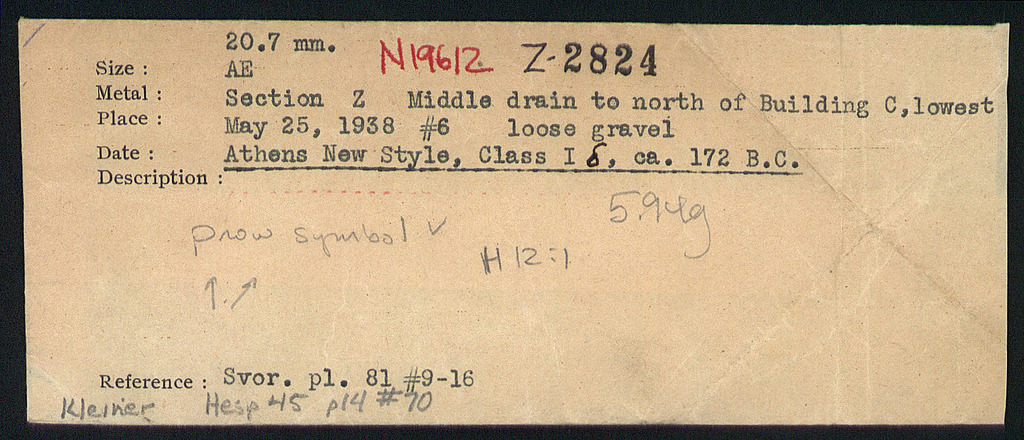 20.7 mm. N19612 Z-2824
Size : AE
Metal : Section Z Middle drain to north of Building C, lowest
Place : May 25, 1938 #6 loose gravel
Date : Athens New Style, Class I δ, ca. 172 B.C.
Description :
5.94g
prow symbol ✓
H 12:1
↑.↗
Reference : Svor. pl. 81 #9-16
Kleiner Hesp 45 p14 #70